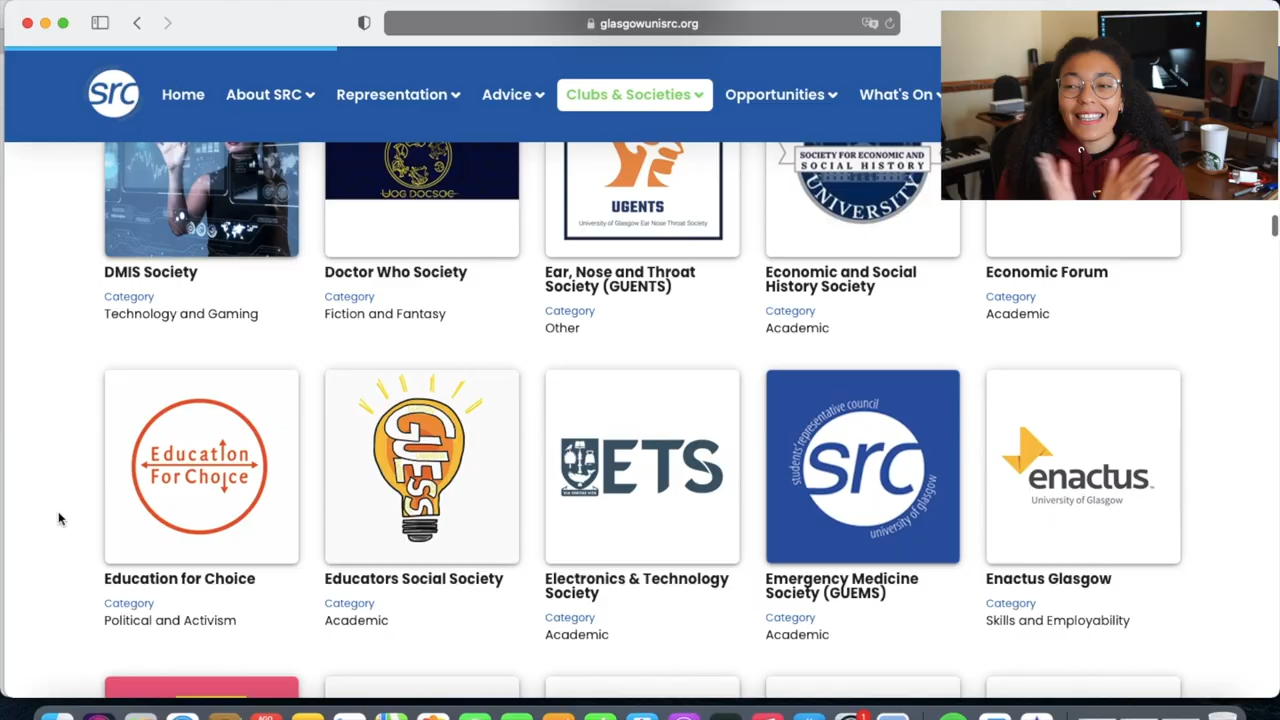 glasgowunisrc.org
src
Home
About SRC
Representation
Advice
Clubs & Societies
Opportunities
What's On
UOG DOCSOC
UGENTS
University of Glasgow Ear Nose Throat Society
SOCIETY FOR ECONOMIC AND
SOCIAL HISTORY
UNIVERSITY
DMIS Society
Category
Technology and Gaming
Doctor Who Society
Category
Fiction and Fantasy
Ear, Nose and Throat
Society (GUENTS)
Category
Other
Economic and Social
History Society
Category
Academic
Economic Forum
Category
Academic
Education
For Choice
GUESS
VIA VERITAS VITA
ETS
students' representative council
src
university of glasgow
enactus
University of Glasgow
Education for Choice
Category
Political and Activism
Educators Social Society
Category
Academic
Electronics & Technology
Society
Category
Academic
Emergency Medicine
Society (GUEMS)
Category
Academic
Enactus Glasgow
Category
Skills and Employability